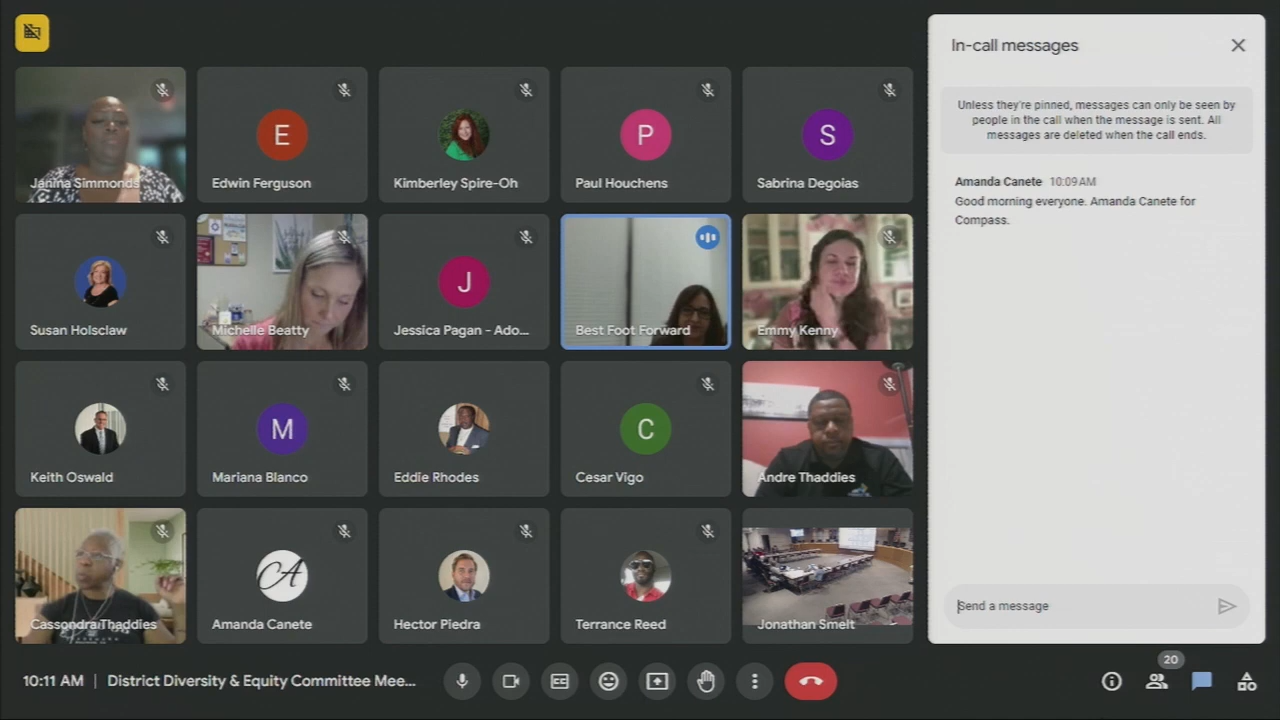 In-call messages
Unless they're pinned, messages can only be seen by
people in the call when the message is sent. All
messages are deleted when the call ends.
Amanda Canete 10:09 AM
Good morning everyone. Amanda Canete for
Compass.
Send a message
Janina Simmonds
E
Edwin Ferguson
Kimberley Spire-Oh
P
Paul Houchens
S
Sabrina Degoias
Susan Holsclaw
Michelle Beatty
J
Jessica Pagan - Ado...
Best Foot Forward
Emmy Kenny
Keith Oswald
M
Mariana Blanco
Eddie Rhodes
C
Cesar Vigo
Andre Thaddies
Cassondra Thaddies
CA
Amanda Canete
Hector Piedra
Terrance Reed
Jonathan Smelt
10:11 AM | District Diversity & Equity Committee Mee...
20